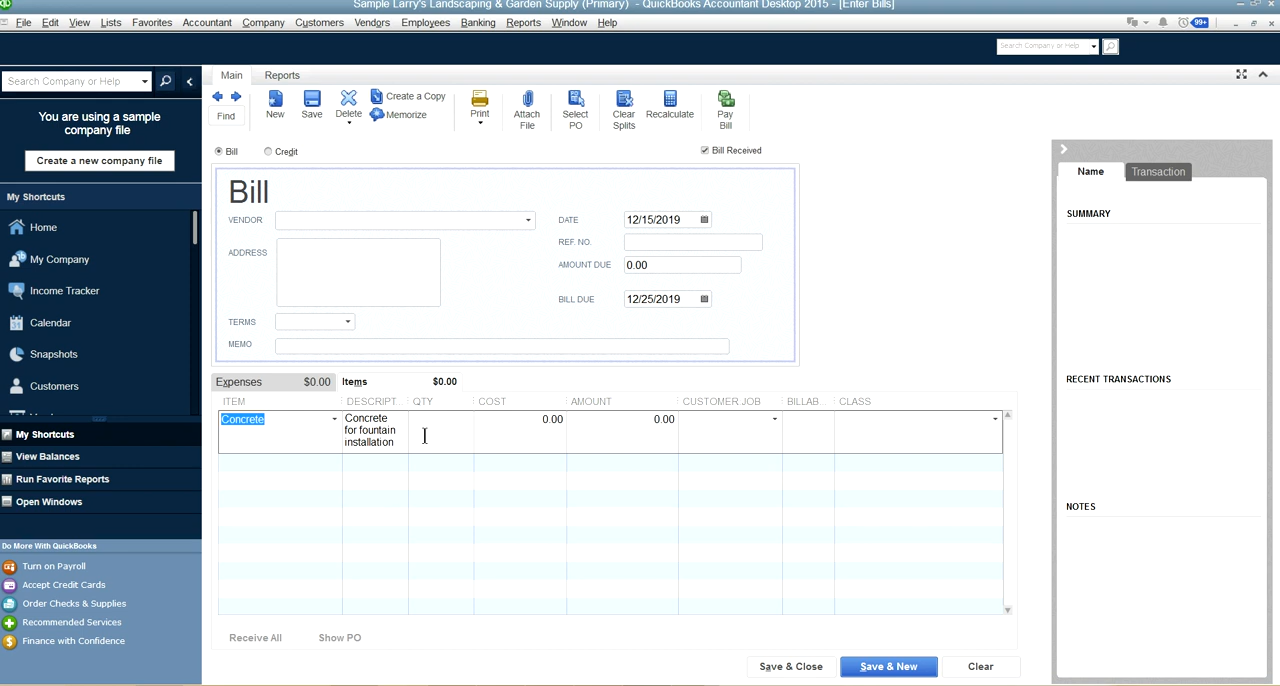 Sample Larry's Landscaping & Garden Supply (Primary) - QuickBooks Accountant Desktop 2015 - [Enter Bills]
File Edit View Lists Favorites Accountant Company Customers Vendors Employees Banking Reports Window Help 99+
Search Company or Help
Search Company or Help
Main Reports
You are using a sample
company file
Create a new company file
My Shortcuts
Home
My Company
Income Tracker
Calendar
Snapshots
Customers
My Shortcuts
View Balances
Run Favorite Reports
Open Windows
Do More With QuickBooks
Turn on Payroll
Accept Credit Cards
Order Checks & Supplies
Recommended Services
Finance with Confidence
Find
New
Save
Delete
Create a Copy
Memorize
Print
Attach
File
Select
PO
Clear
Splits
Recalculate
Pay
Bill
Bill Credit Bill Received
Bill
VENDOR
ADDRESS
TERMS
MEMO
DATE 12/15/2019
REF. NO.
AMOUNT DUE 0.00
BILL DUE 12/25/2019
Expenses $0.00 Items $0.00
ITEM DESCRIPT... QTY COST AMOUNT CUSTOMER:JOB BILLAB... CLASS
Concrete Concrete 0.00 0.00
for fountain
installation
Receive All Show PO
Save & Close Save & New Clear
Name Transaction
SUMMARY
RECENT TRANSACTIONS
NOTES